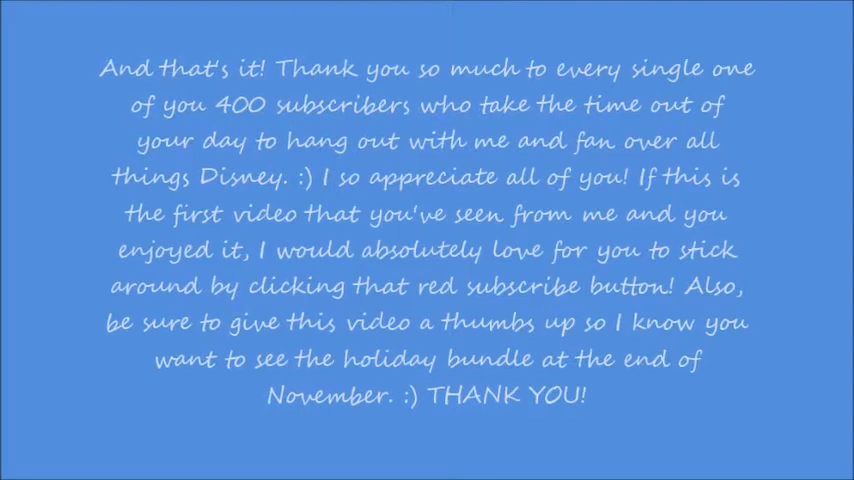 And that's it! Thank you so much to every single one
of you 400 subscribers who take the time out of
your day to hang out with me and fan over all
things Disney. :) I so appreciate all of you! If this is
the first video that you've seen from me and you
enjoyed it, I would absolutely love for you to stick
around by clicking that red subscribe button! Also,
be sure to give this video a thumbs up so I know you
want to see the holiday bundle at the end of
November. :) THANK YOU!